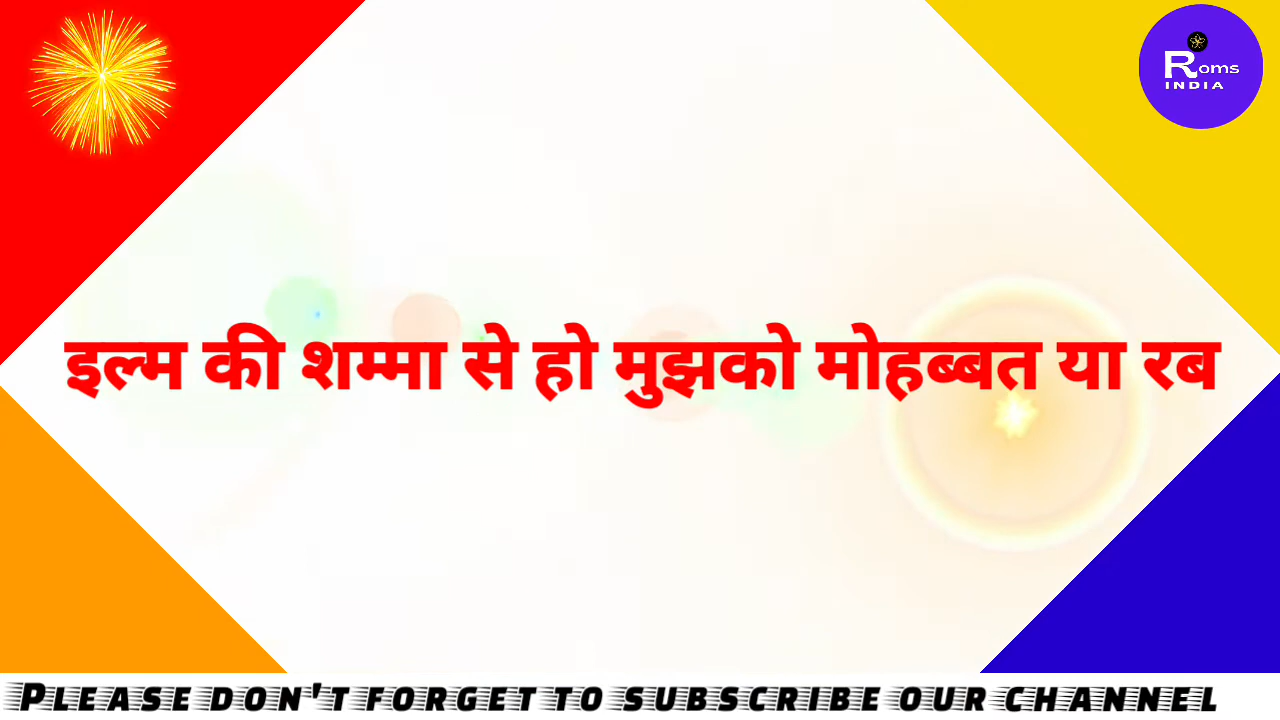 Roms
INDIA
इल्म की शम्मा से हो मुझको मोहब्बत या रब
PLEASE DON'T FORGET TO SUBSCRIBE OUR CHANNEL